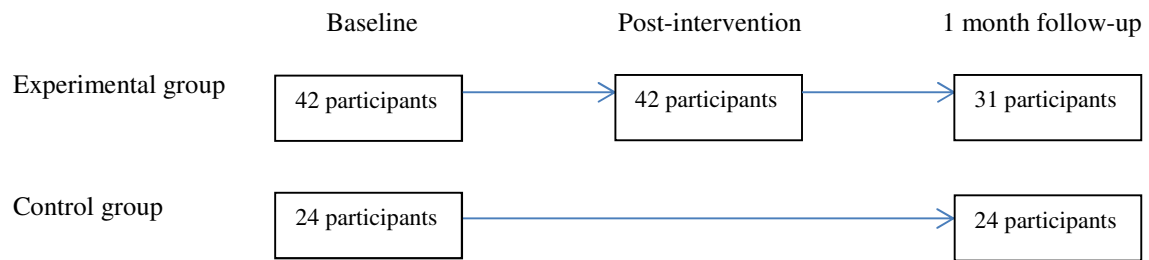 Baseline Post-intervention 1 month follow-up
Experimental group 42 participants 42 participants 31 participants
Control group 24 participants 24 participants